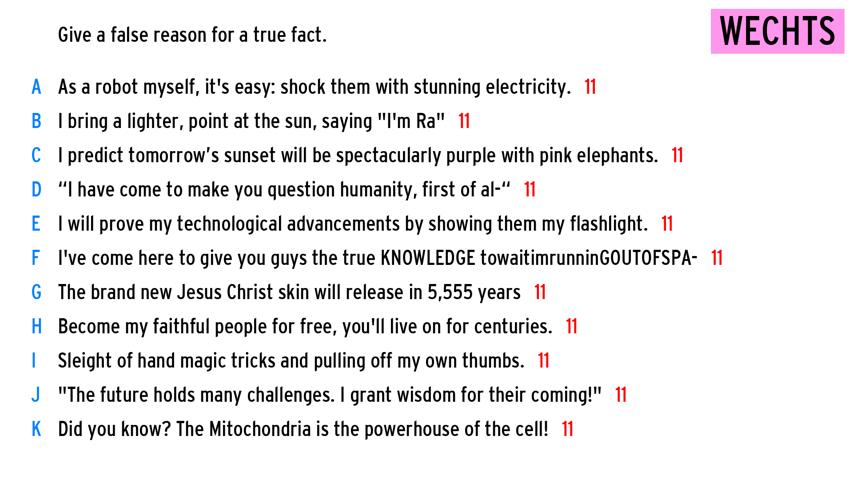 Give a false reason for a true fact.
WECHTS
A As a robot myself, it's easy: shock them with stunning electricity. 11
B I bring a lighter, point at the sun, saying "I'm Ra" 11
C I predict tomorrow’s sunset will be spectacularly purple with pink elephants. 11
D “I have come to make you question humanity, first of al-“ 11
E I will prove my technological advancements by showing them my flashlight. 11
F I've come here to give you guys the true KNOWLEDGE towaitimrunninGOUTOFSPA- 11
G The brand new Jesus Christ skin will release in 5,555 years 11
H Become my faithful people for free, you'll live on for centuries. 11
I Sleight of hand magic tricks and pulling off my own thumbs. 11
J "The future holds many challenges. I grant wisdom for their coming!" 11
K Did you know? The Mitochondria is the powerhouse of the cell! 11